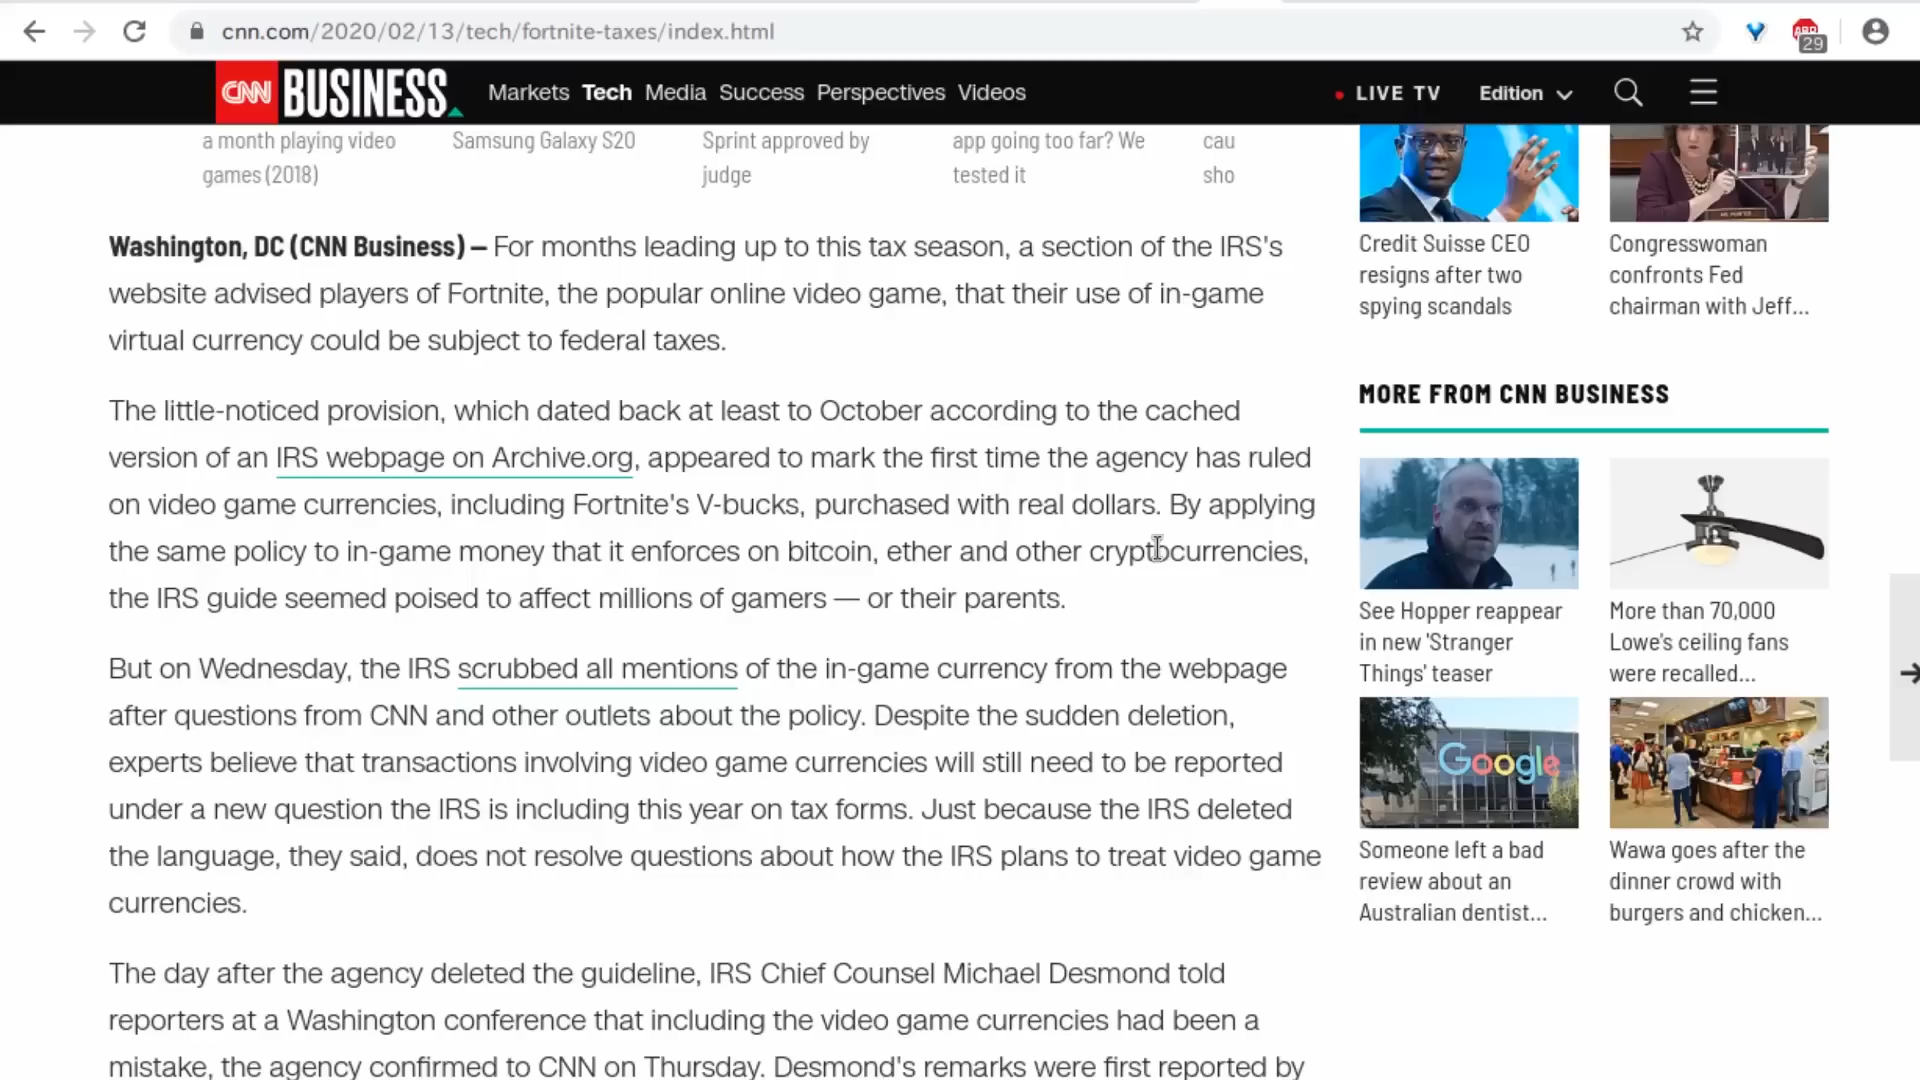 cnn.com/2020/02/13/tech/fortnite-taxes/index.html
29
CNN BUSINESS Markets Tech Media Success Perspectives Videos LIVE TV Edition
a month playing video
games (2018)
Samsung Galaxy S20
Sprint approved by
judge
app going too far? We
tested it
cau
sho
Washington, DC (CNN Business) — For months leading up to this tax season, a section of the IRS's
website advised players of Fortnite, the popular online video game, that their use of in-game
virtual currency could be subject to federal taxes.
The little-noticed provision, which dated back at least to October according to the cached
version of an IRS webpage on Archive.org, appeared to mark the first time the agency has ruled
on video game currencies, including Fortnite's V-bucks, purchased with real dollars. By applying
the same policy to in-game money that it enforces on bitcoin, ether and other cryptocurrencies,
the IRS guide seemed poised to affect millions of gamers — or their parents.
But on Wednesday, the IRS scrubbed all mentions of the in-game currency from the webpage
after questions from CNN and other outlets about the policy. Despite the sudden deletion,
experts believe that transactions involving video game currencies will still need to be reported
under a new question the IRS is including this year on tax forms. Just because the IRS deleted
the language, they said, does not resolve questions about how the IRS plans to treat video game
currencies.
The day after the agency deleted the guideline, IRS Chief Counsel Michael Desmond told
reporters at a Washington conference that including the video game currencies had been a
mistake, the agency confirmed to CNN on Thursday. Desmond's remarks were first reported by
Credit Suisse CEO
resigns after two
spying scandals
Congresswoman
confronts Fed
chairman with Jeff...
MORE FROM CNN BUSINESS
See Hopper reappear
in new 'Stranger
Things' teaser
More than 70,000
Lowe's ceiling fans
were recalled...
Google
Someone left a bad
review about an
Australian dentist...
Wawa goes after the
dinner crowd with
burgers and chicken...